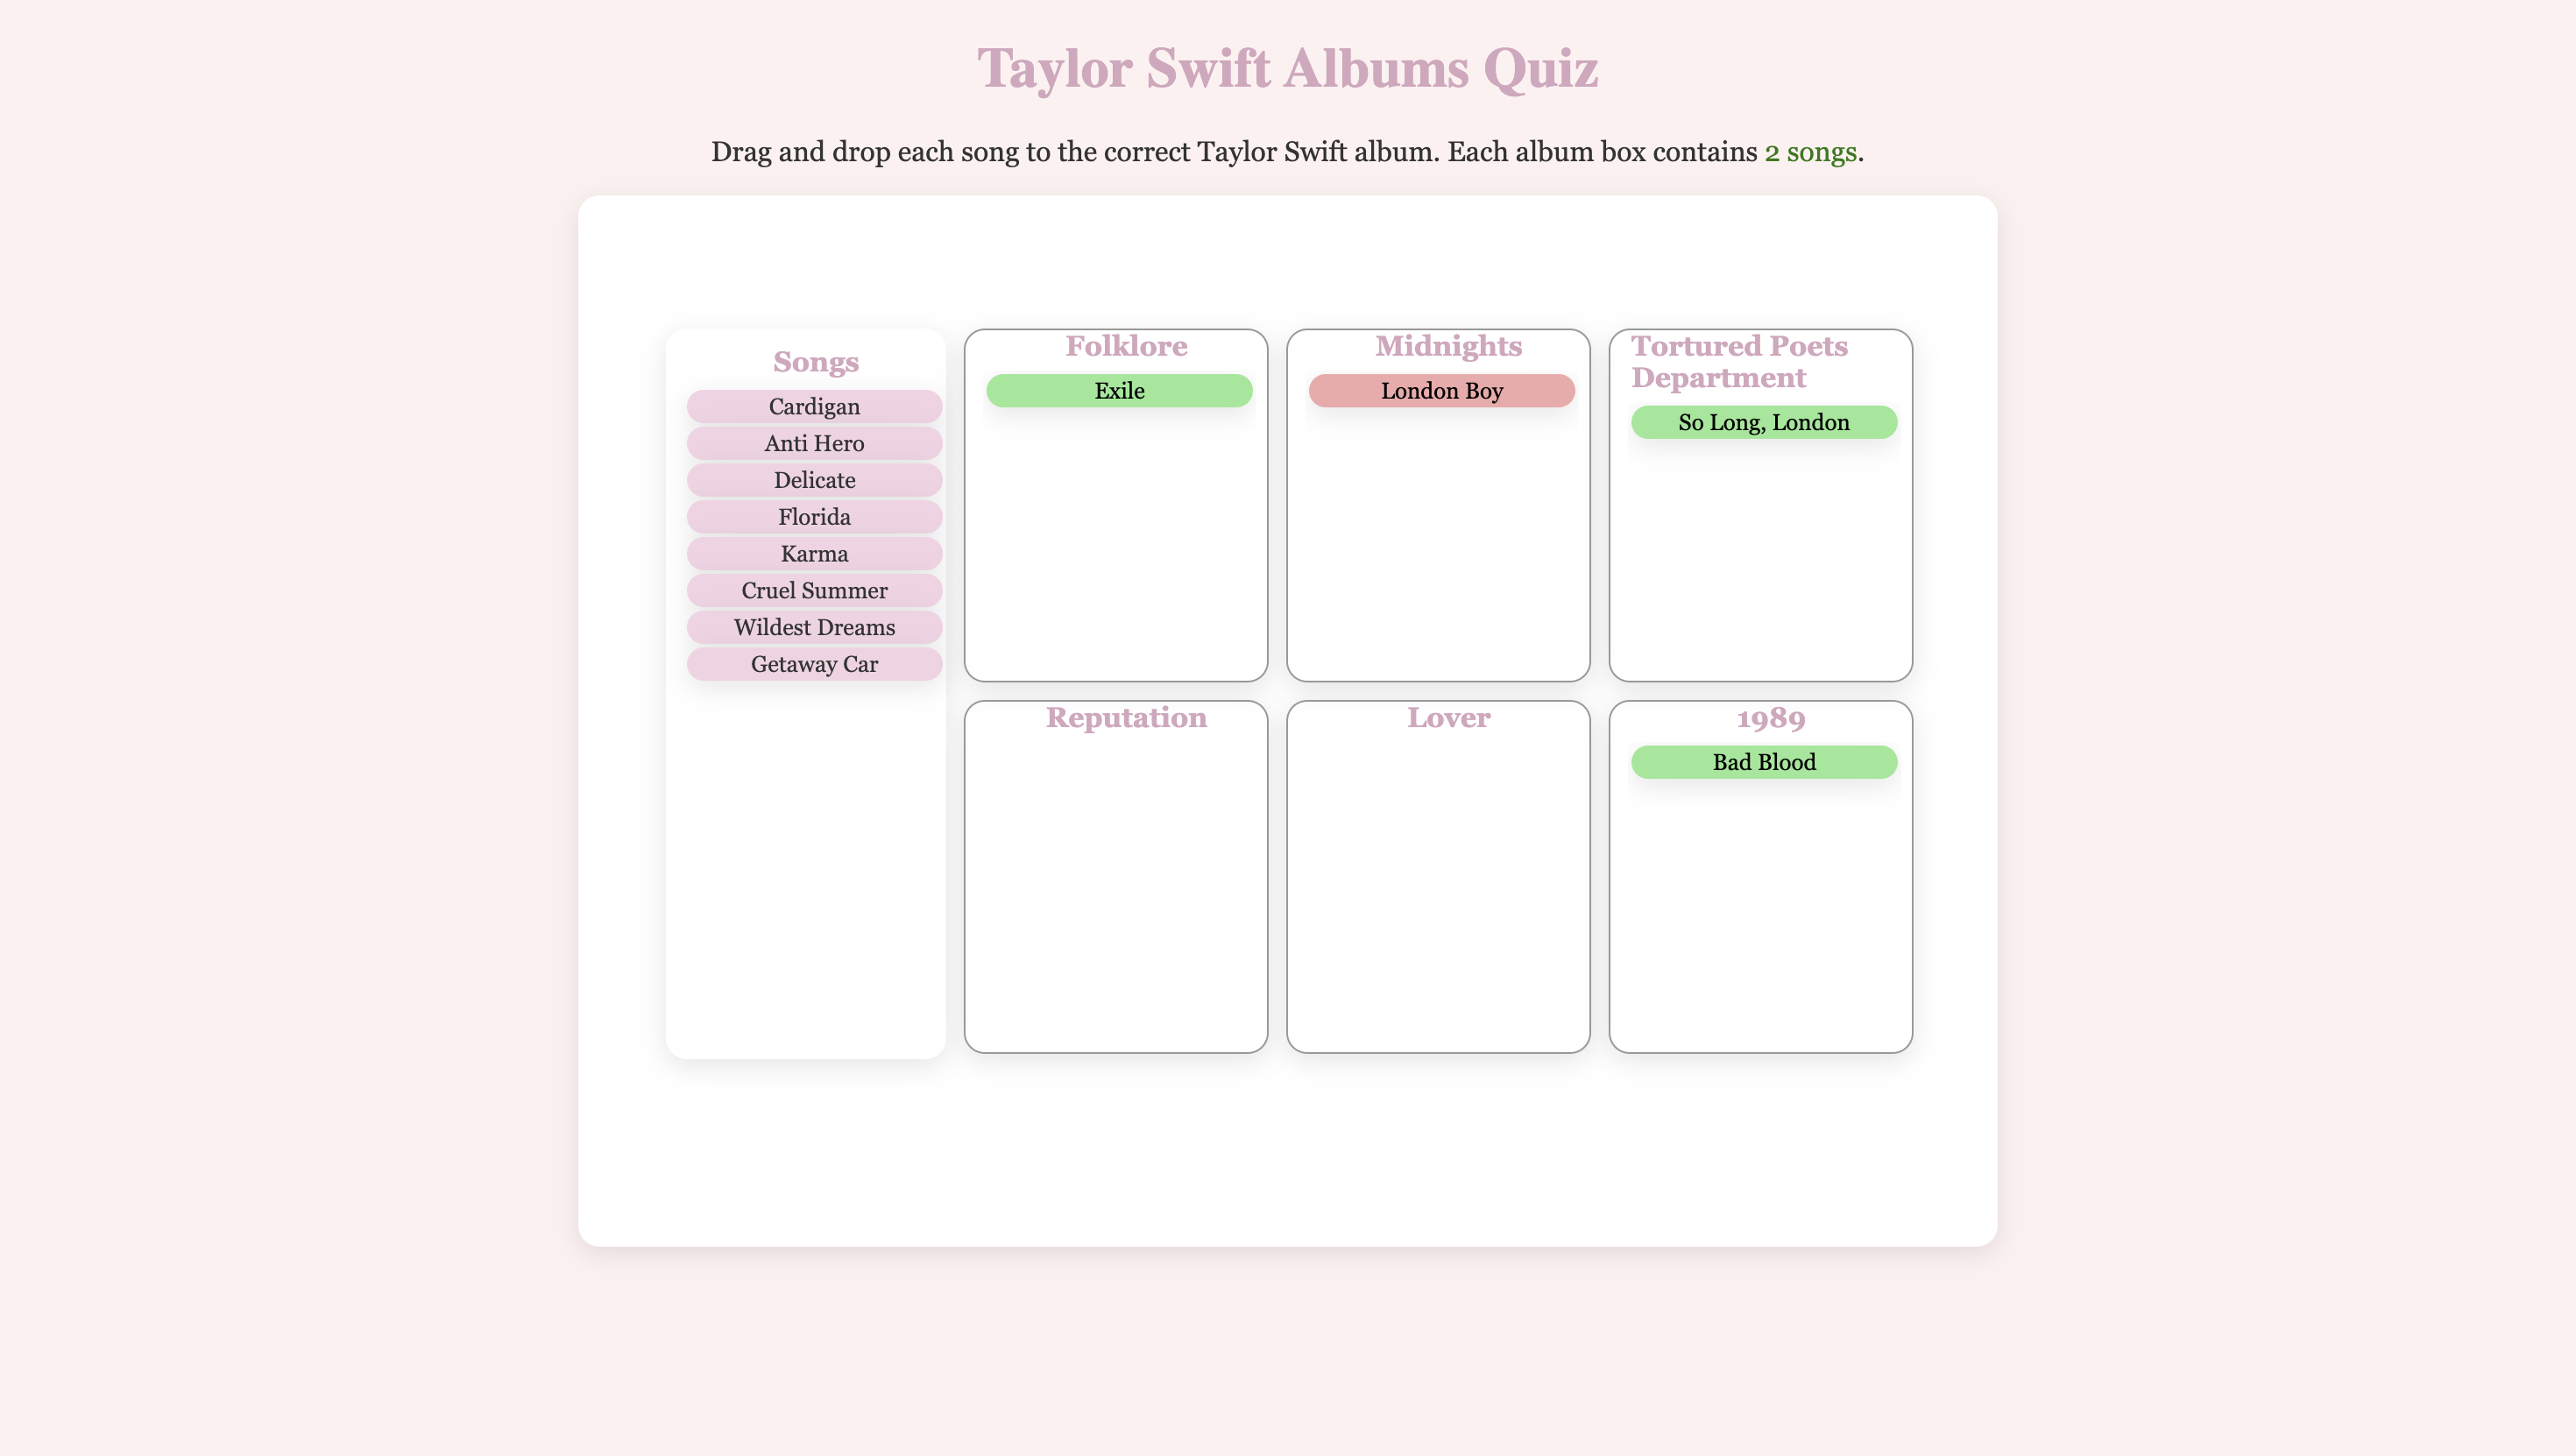 Taylor Swift Albums Quiz
Drag and drop each song to the correct Taylor Swift album. Each album box contains 2 songs.
Songs
Cardigan
Anti Hero
Delicate
Florida
Karma
Cruel Summer
Wildest Dreams
Getaway Car
Folklore
Exile
Midnights
London Boy
Tortured Poets
Department
So Long, London
Reputation
Lover
1989
Bad Blood